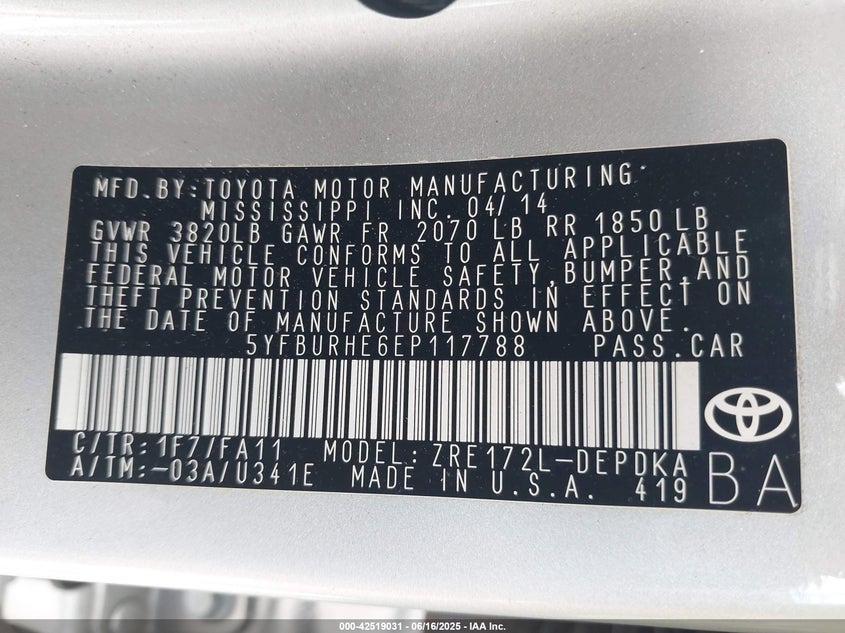 MFD.BY:TOYOTA MOTOR MANUFACTURING
MISSISSIPPI INC. 04/14
GVWR 3820LB GAWR FR 2070 LB RR 1850 LB
THIS VEHICLE CONFORMS TO ALL APPLICABLE
FEDERAL MOTOR VEHICLE SAFETY,BUMPER,AND
THEFT PREVENTION STANDARDS IN EFFECT ON
THE DATE OF MANUFACTURE SHOWN ABOVE.
5YFBURHE6EP117788 PASS.CAR
C/TR:1F7/FA11 MODEL:ZRE172L-DEPDKA
A/TM:-03A/U341E MADE IN U.S.A. 419 BA
000-42519031 - 06/16/2025 - IAA Inc.